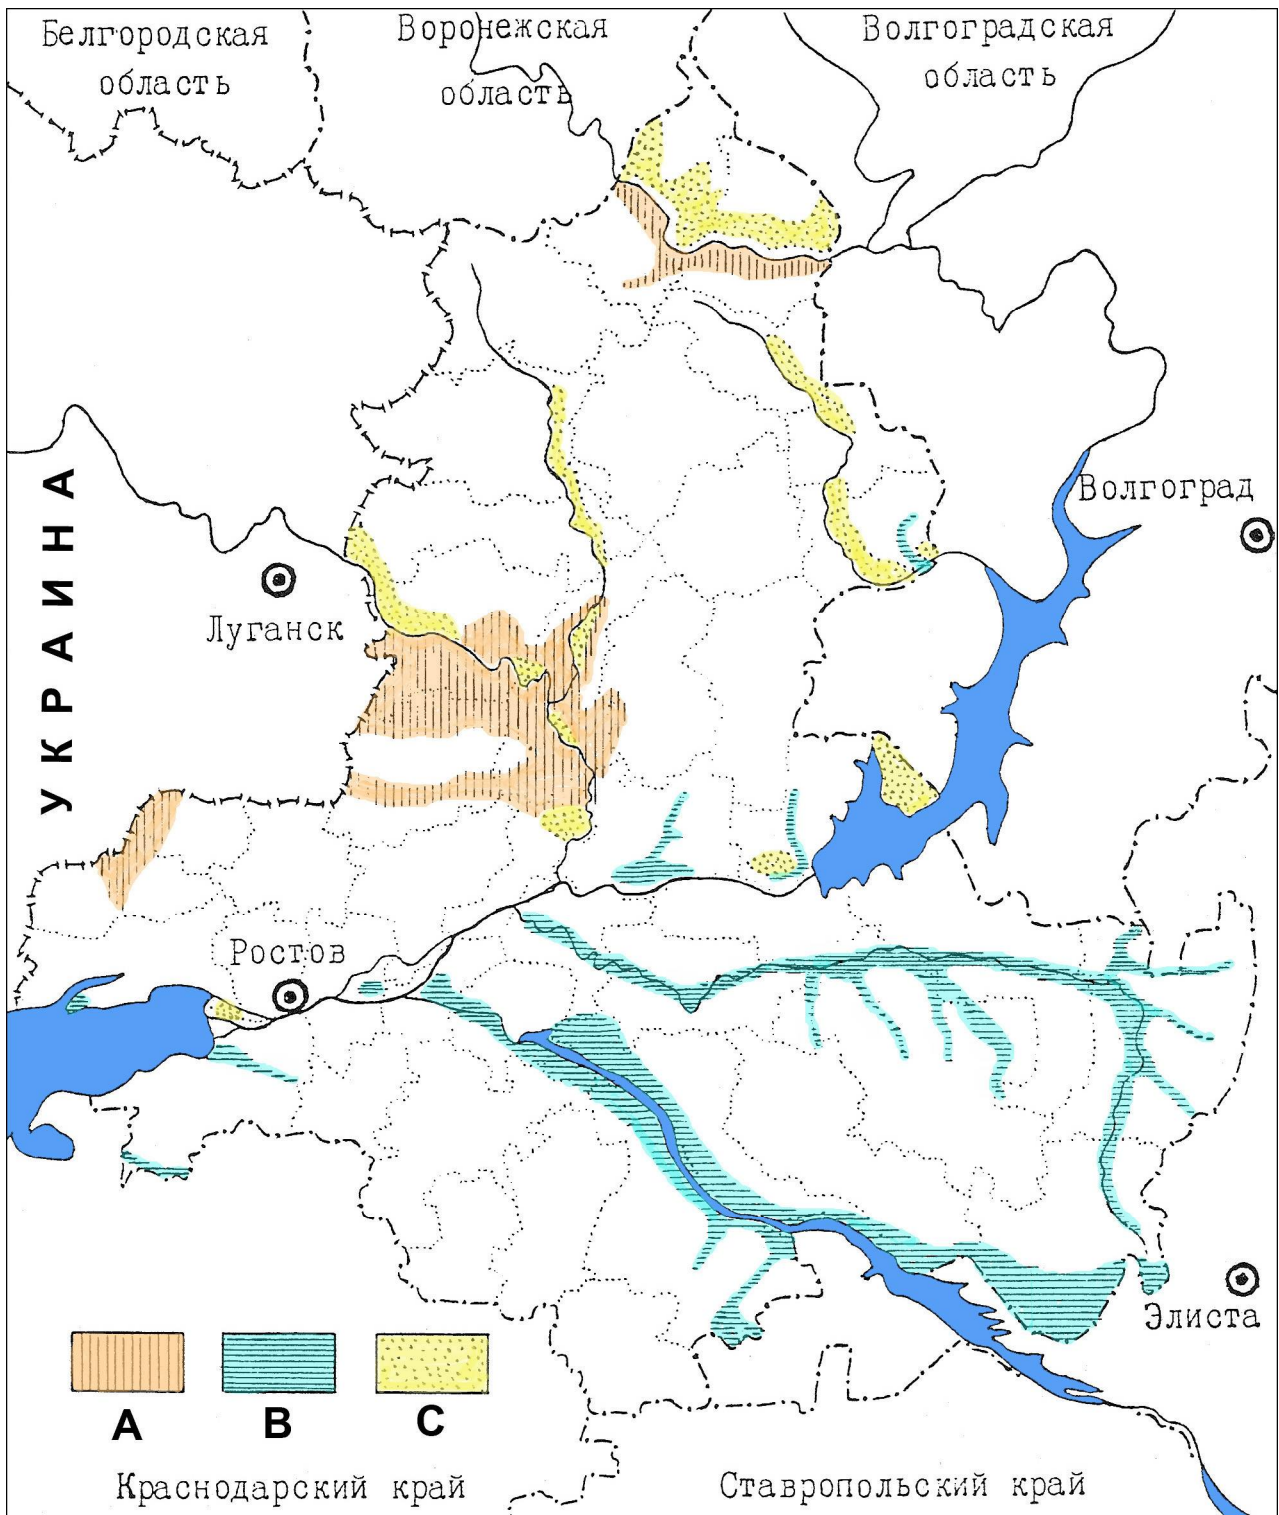 Белгородская
область
Воронежская
область
Волгоградская
область
УКРАИНА
Волгоград
Луганск
Ростов
Элиста
A
B
C
Краснодарский край
Ставропольский край